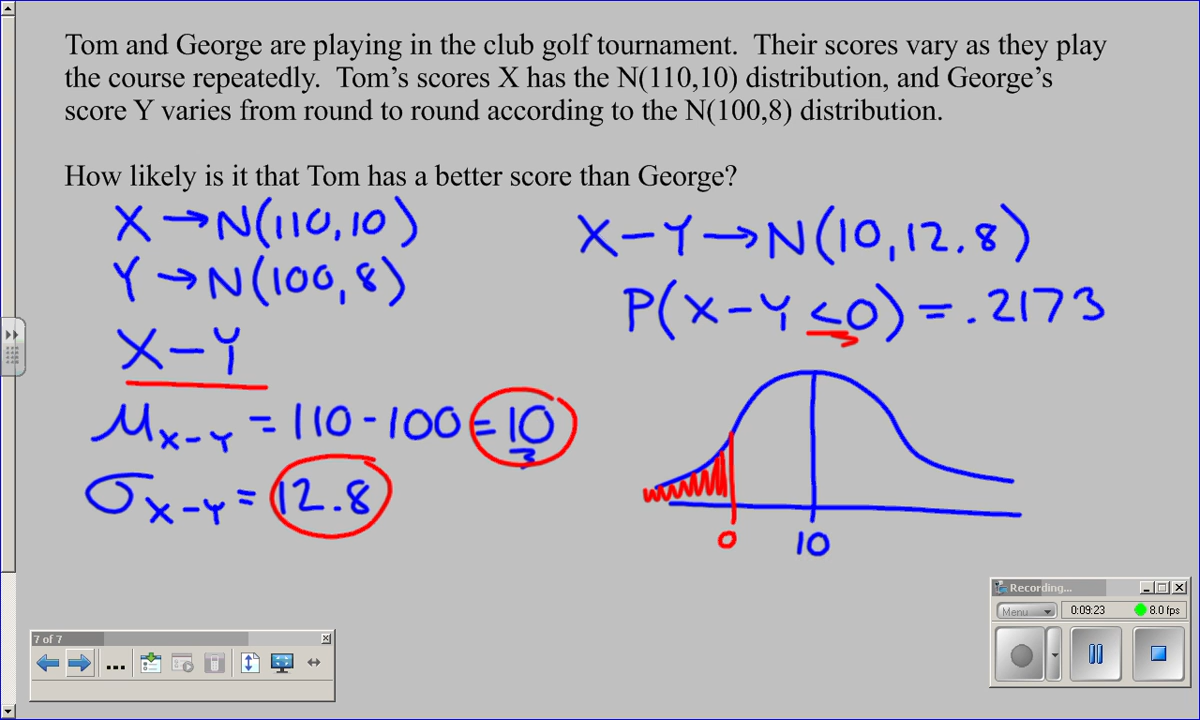 Tom and George are playing in the club golf tournament. Their scores vary as they play
the course repeatedly. Tom’s scores X has the N(110,10) distribution, and George’s
score Y varies from round to round according to the N(100,8) distribution.
How likely is it that Tom has a better score than George?
X →N(110,10)
Y →N(100,8)
X-Y
μX-Y = 110-100 = 10
σX-Y = 12.8
X-Y→N(10,12.8)
P(X-Y<0) = .2173
0 10
Recording...
Menu 0:09:23 8.0 fps
7 of 7